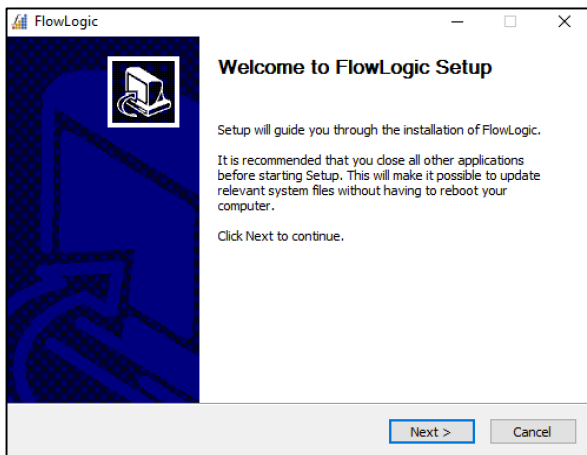 FlowLogic
Welcome to FlowLogic Setup
Setup will guide you through the installation of FlowLogic.
It is recommended that you close all other applications
before starting Setup. This will make it possible to update
relevant system files without having to reboot your
computer.
Click Next to continue.
Next >
Cancel